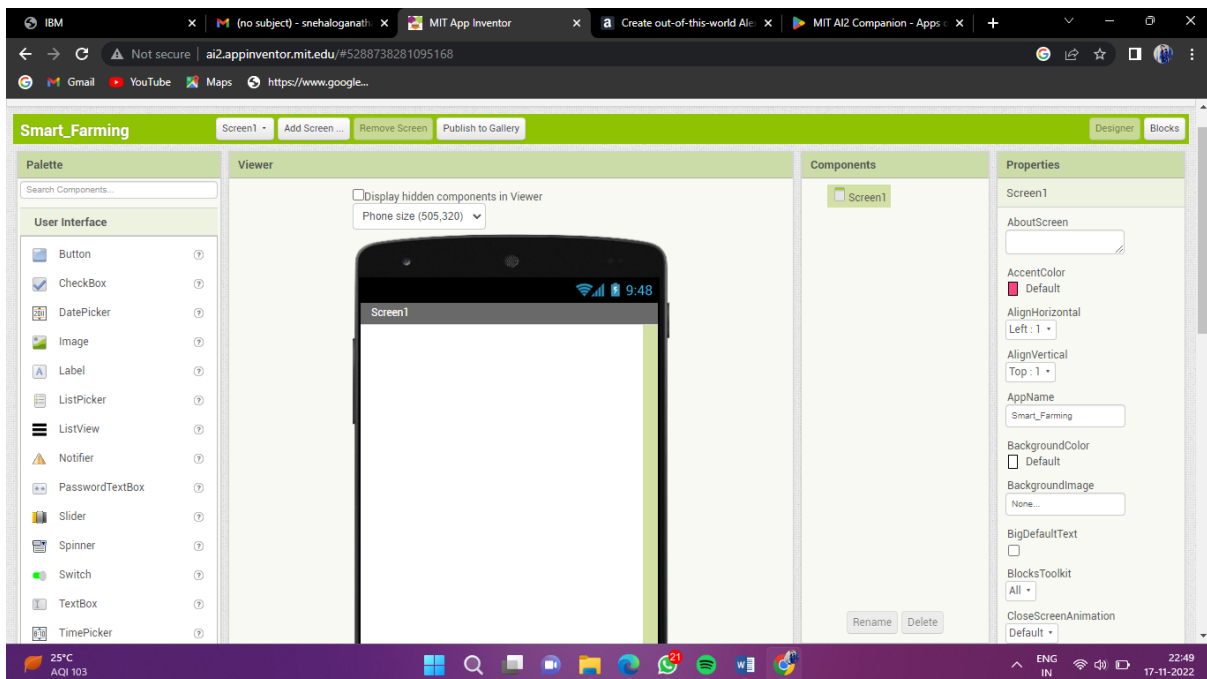 IBM
(no subject) - snehaloganath
MIT App Inventor
Create out-of-this-world Ale
MIT AI2 Companion - Apps o
Not secure | ai2.appinventor.mit.edu/#5288738281095168
Gmail YouTube Maps https://www.google...
Smart_Farming Screen1 Add Screen ... Remove Screen Publish to Gallery Designer Blocks
Palette
Search Components...
User Interface
Button
CheckBox
DatePicker
Image
Label
ListPicker
ListView
Notifier
PasswordTextBox
Slider
Spinner
Switch
TextBox
TimePicker
Viewer
Display hidden components in Viewer
Phone size (505,320)
9:48
Screen1
Components
Screen1
Rename Delete
Properties
Screen1
AboutScreen
AccentColor
Default
AlignHorizontal
Left : 1
AlignVertical
Top : 1
AppName
Smart_Farming
BackgroundColor
Default
BackgroundImage
None...
BigDefaultText
BlocksToolkit
All
CloseScreenAnimation
Default
25°C
AQI 103
21
ENG
IN
22:49
17-11-2022